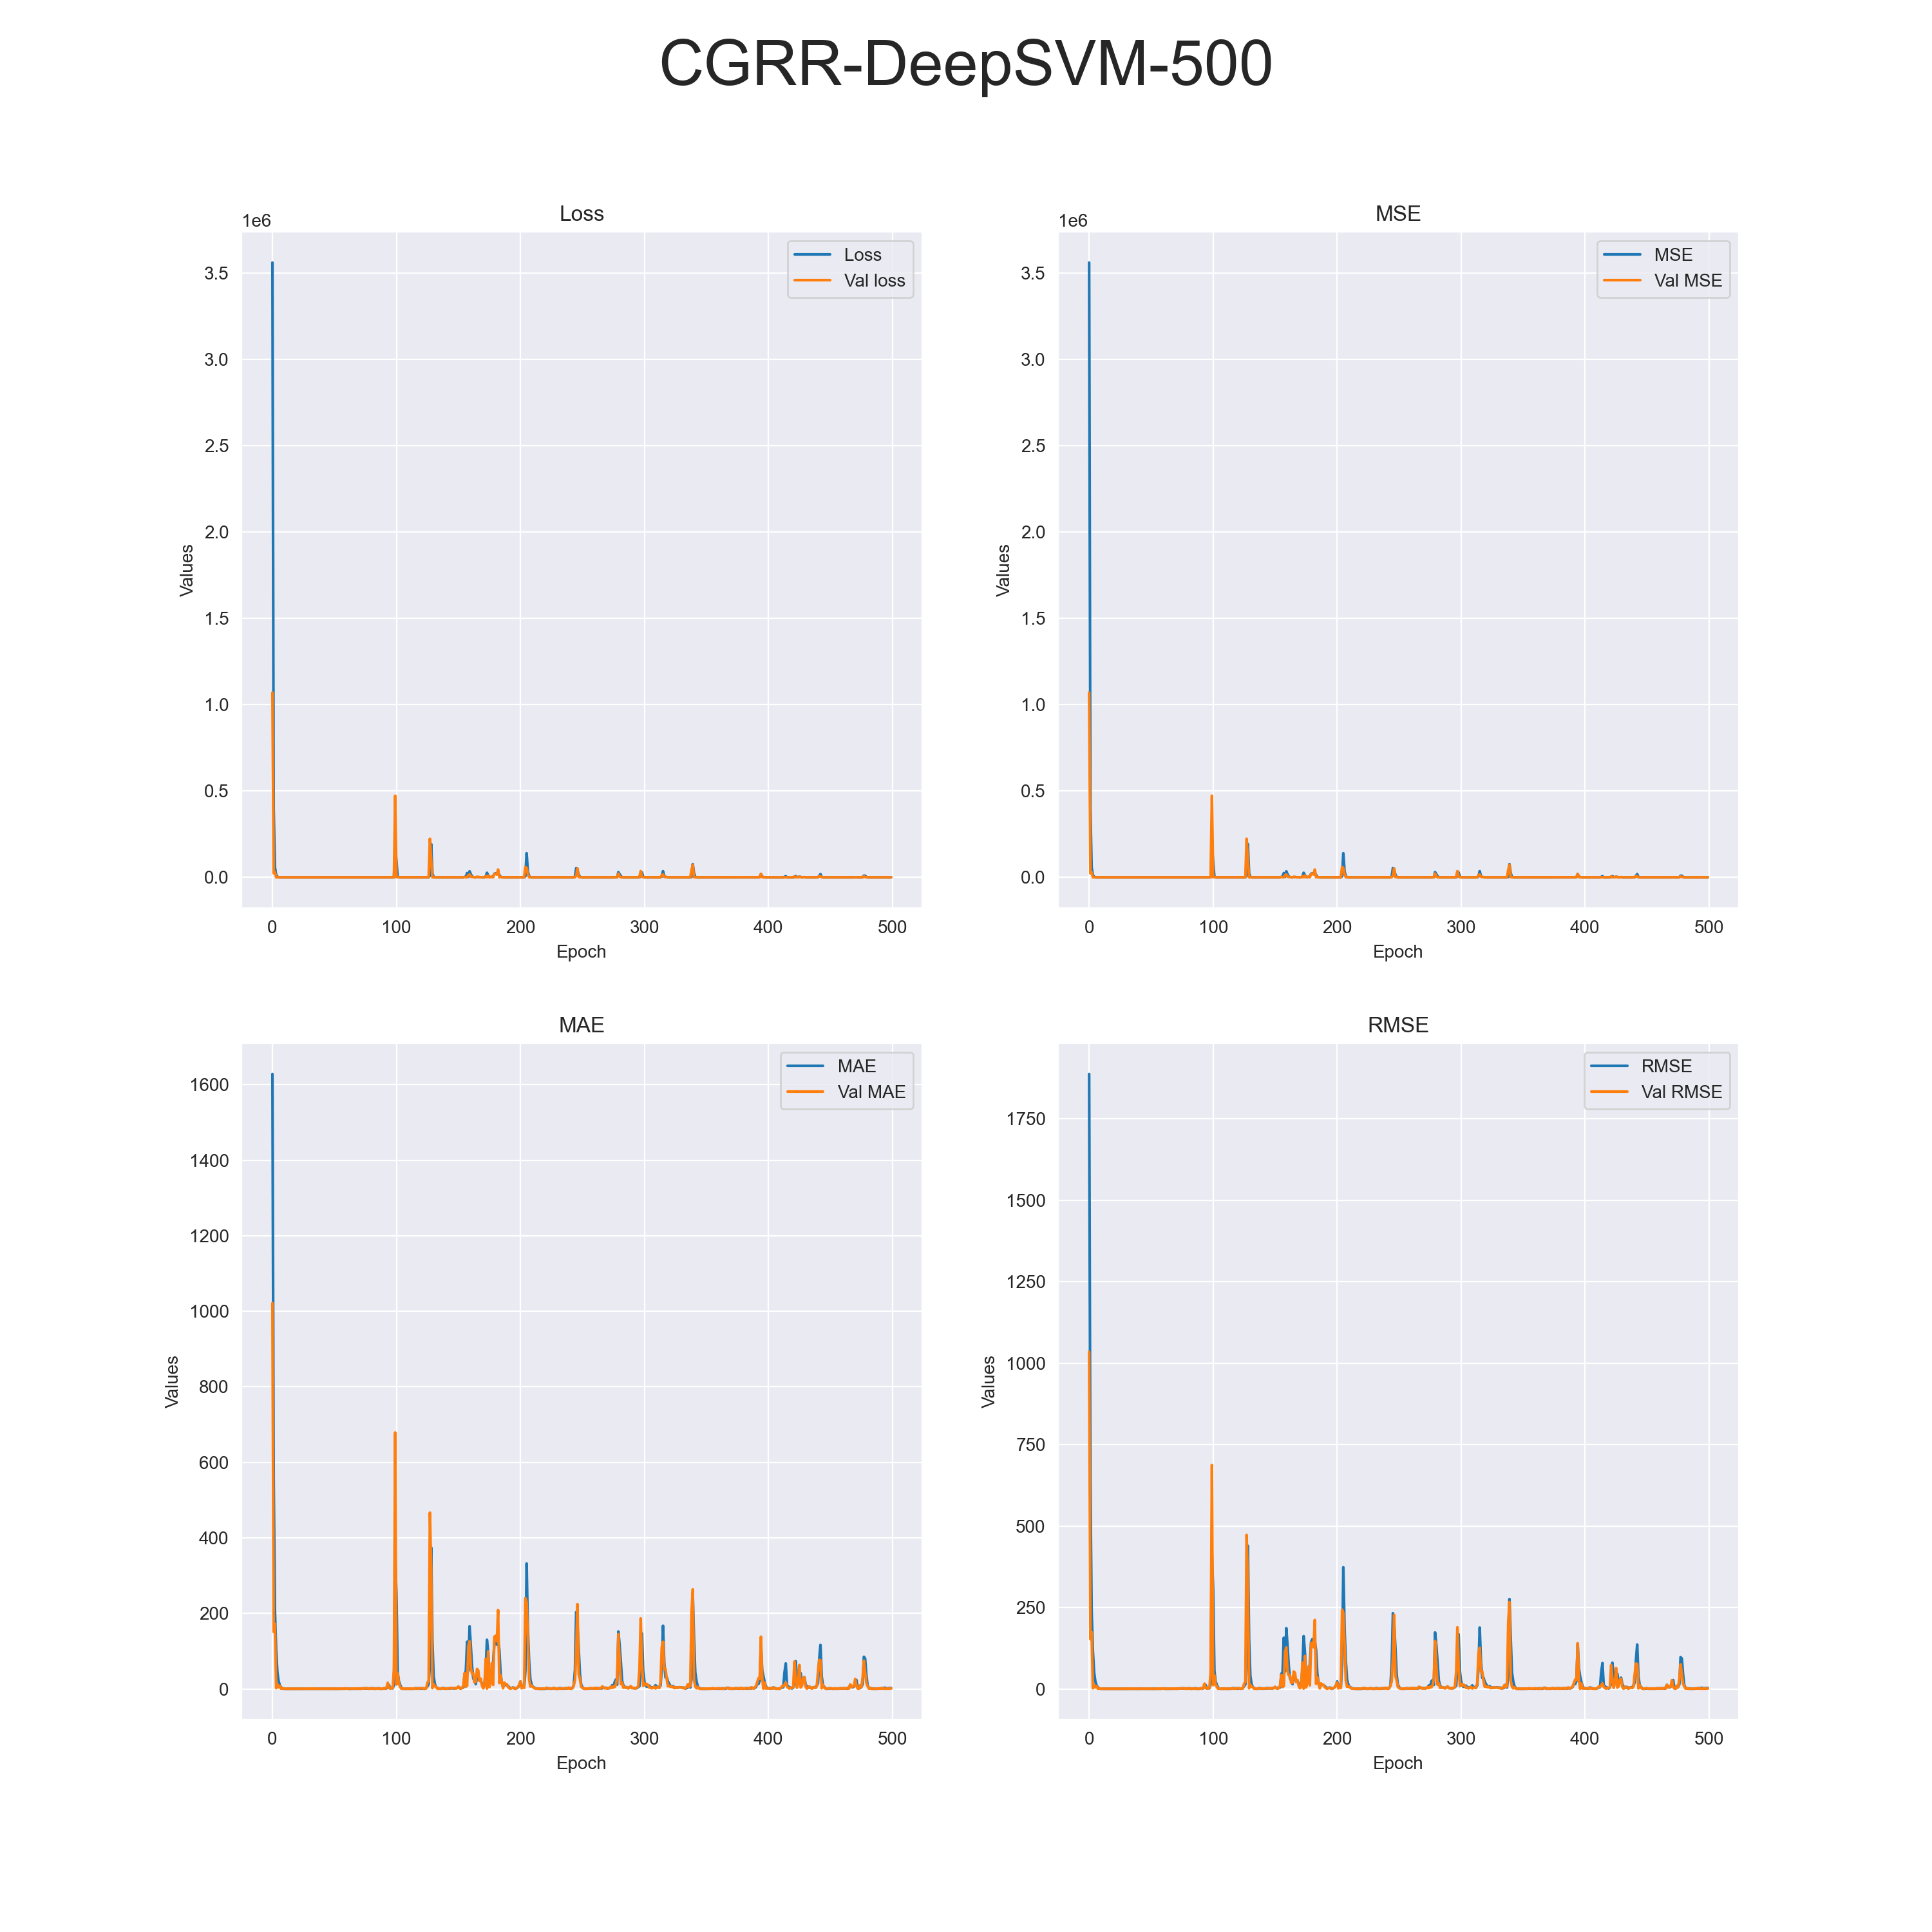 CGRR-DeepSVM-500
Loss
1e6
Loss
Val loss
3.5
3.0
2.5
2.0
1.5
1.0
0.5
0.0
Values
0 100 200 300 400 500
Epoch
MSE
1e6
MSE
Val MSE
3.5
3.0
2.5
2.0
1.5
1.0
0.5
0.0
Values
0 100 200 300 400 500
Epoch
MAE
MAE
Val MAE
1600
1400
1200
1000
800
600
400
200
0
Values
0 100 200 300 400 500
Epoch
RMSE
RMSE
Val RMSE
1750
1500
1250
1000
750
500
250
0
Values
0 100 200 300 400 500
Epoch